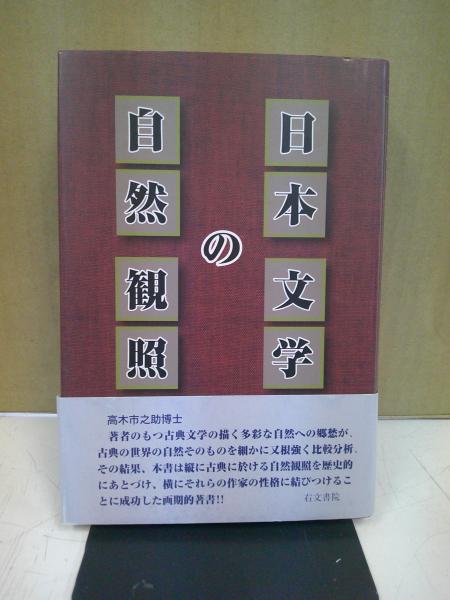 日本文学
の
自然観照
高木市之助博士
著者のもつ古典文学の描く多彩な自然への郷愁が、
古典の世界の自然そのものを細かに又根強く比較分析。
その結果、本書は縦に古典に於ける自然観照を歴史的
にあとづけ、横にそれらの作家の性格に結びつけるこ
とに成功した画期的著書!!
右文書院